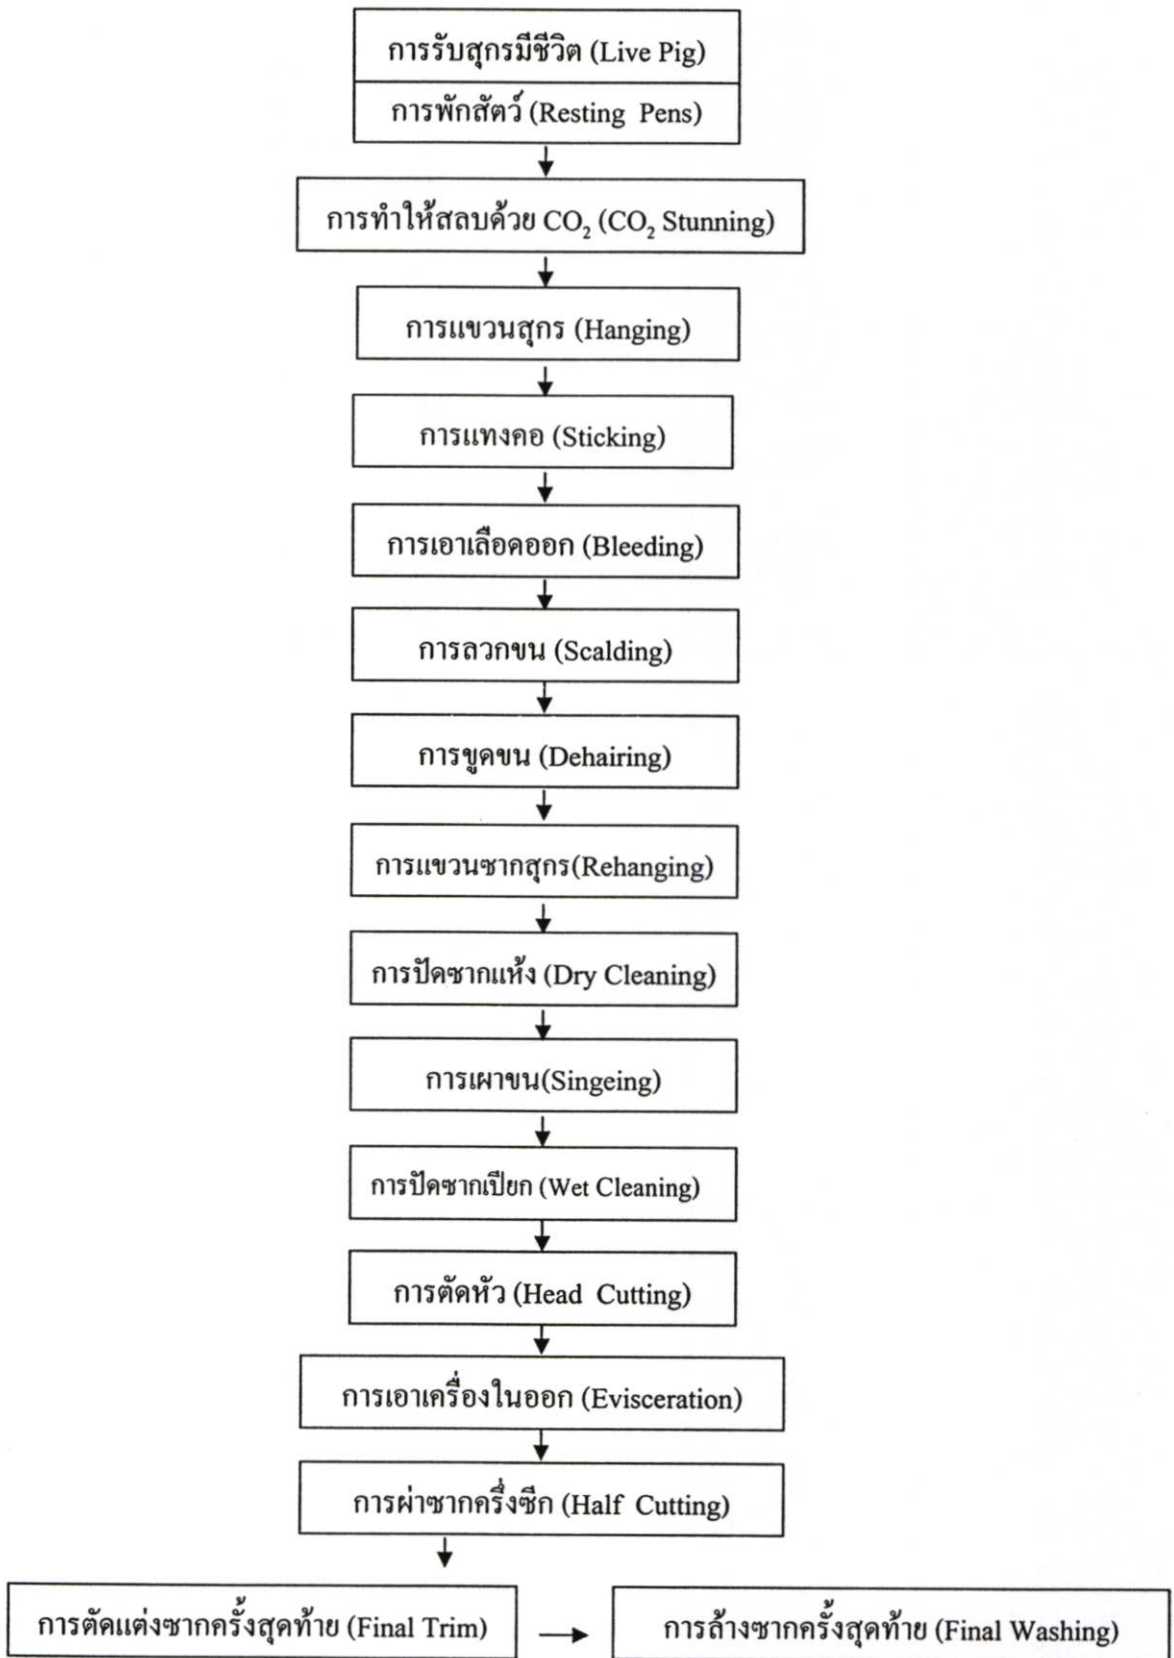 การรับสุกรมีชีวิต (Live Pig)
การพักสัตว์ (Resting Pens)
การทำให้สลบด้วย CO₂ (CO₂ Stunning)
การแขวนสุกร (Hanging)
การแทงคอ (Sticking)
การเอาเลือดออก (Bleeding)
การลวกขน (Scalding)
การขูดขน (Dehairing)
การแขวนซากสุกร(Rehanging)
การปัดซากแห้ง (Dry Cleaning)
การเผาขน(Singeing)
การปัดซากเปียก (Wet Cleaning)
การตัดหัว (Head Cutting)
การเอาเครื่องในออก (Evisceration)
การผ่าซากครึ่งซีก (Half Cutting)
การตัดแต่งซากครั้งสุดท้าย (Final Trim)
การล้างซากครั้งสุดท้าย (Final Washing)